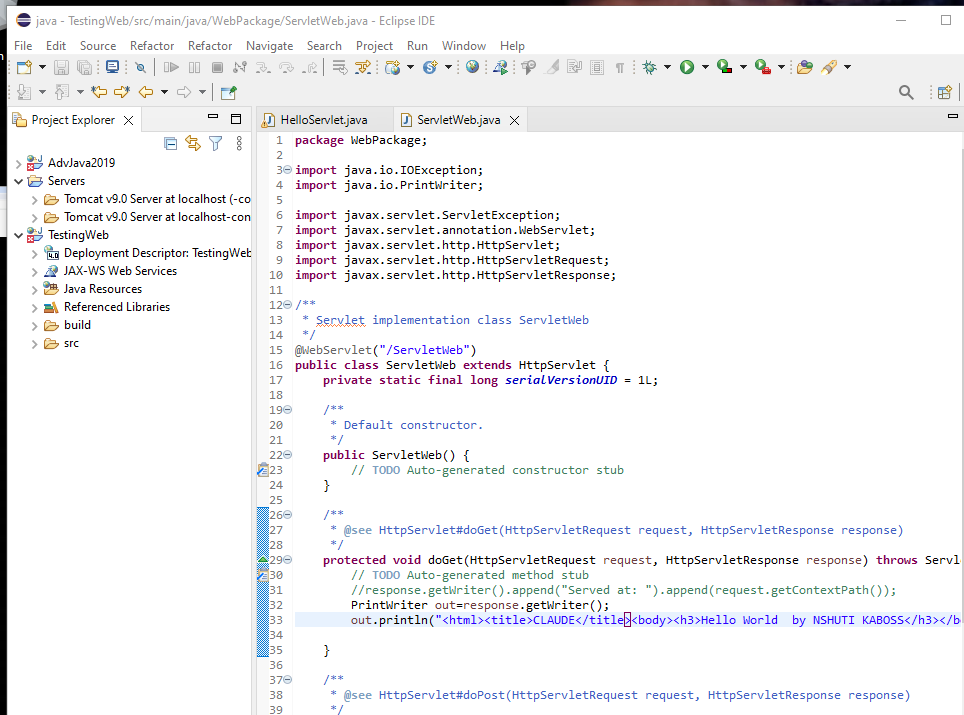 java - TestingWeb/src/main/java/WebPackage/ServletWeb.java - Eclipse IDE
File Edit Source Refactor Refactor Navigate Search Project Run Window Help
Project Explorer
HelloServlet.java ServletWeb.java
AdvJava2019
Servers
Tomcat v9.0 Server at localhost (-co
Tomcat v9.0 Server at localhost-con
TestingWeb
Deployment Descriptor: TestingWeb
JAX-WS Web Services
Java Resources
Referenced Libraries
build
src
1 package WebPackage;
2
3 import java.io.IOException;
4 import java.io.PrintWriter;
5
6 import javax.servlet.ServletException;
7 import javax.servlet.annotation.WebServlet;
8 import javax.servlet.http.HttpServlet;
9 import javax.servlet.http.HttpServletRequest;
10 import javax.servlet.http.HttpServletResponse;
11
12 /**
13 * Servlet implementation class ServletWeb
14 */
15 @WebServlet("/ServletWeb")
16 public class ServletWeb extends HttpServlet {
17 private static final long serialVersionUID = 1L;
18
19 /**
20 * Default constructor.
21 */
22 public ServletWeb() {
23 // TODO Auto-generated constructor stub
24 }
25
26 /**
27 * @see HttpServlet#doGet(HttpServletRequest request, HttpServletResponse response)
28 */
29 protected void doGet(HttpServletRequest request, HttpServletResponse response) throws Servl
30 // TODO Auto-generated method stub
31 //response.getWriter().append("Served at: ").append(request.getContextPath());
32 PrintWriter out=response.getWriter();
33 out.println("<html><title>CLAUDE</title><body><h3>Hello World  by NSHUTI KABOSS</h3></b
34
35 }
36
37 /**
38 * @see HttpServlet#doPost(HttpServletRequest request, HttpServletResponse response)
39 */